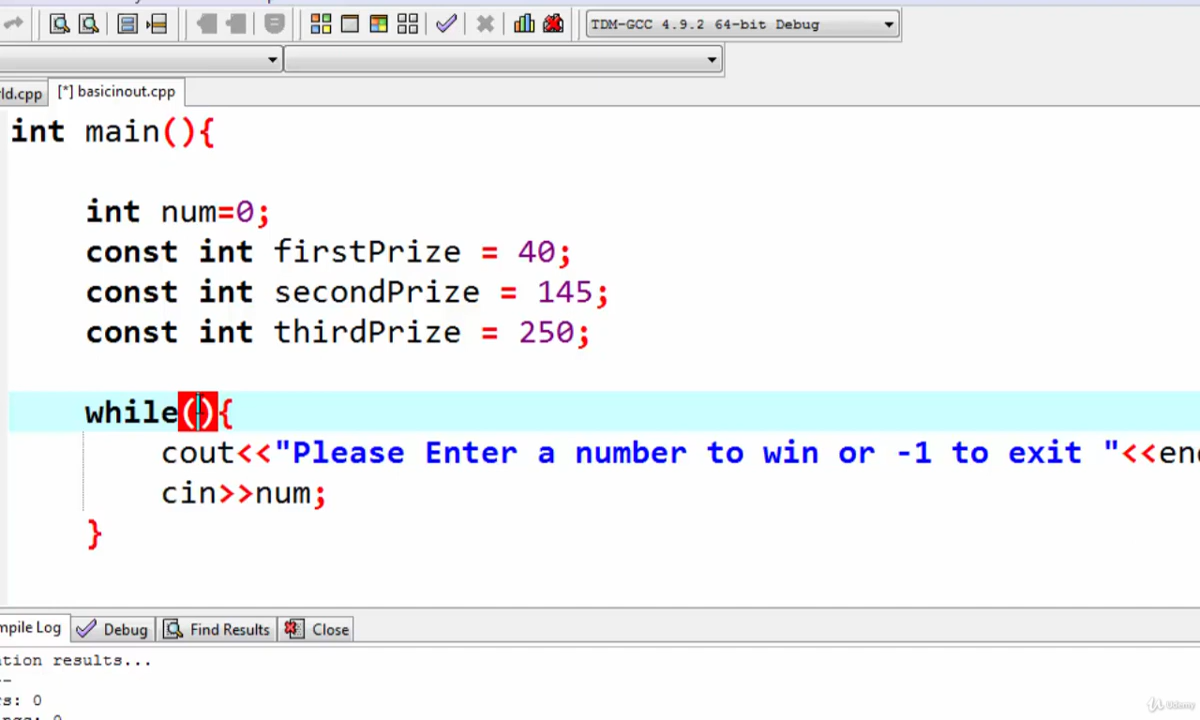 TDM-GCC 4.9.2 64-bit Debug
ld.cpp [*] basicinout.cpp
int main(){
int num=0;
const int firstPrize = 40;
const int secondPrize = 145;
const int thirdPrize = 250;
while(){
cout<<"Please Enter a number to win or -1 to exit "<<en
cin>>num;
}
mpile Log Debug Find Results Close
tion results...
--
s: 0
Udemy